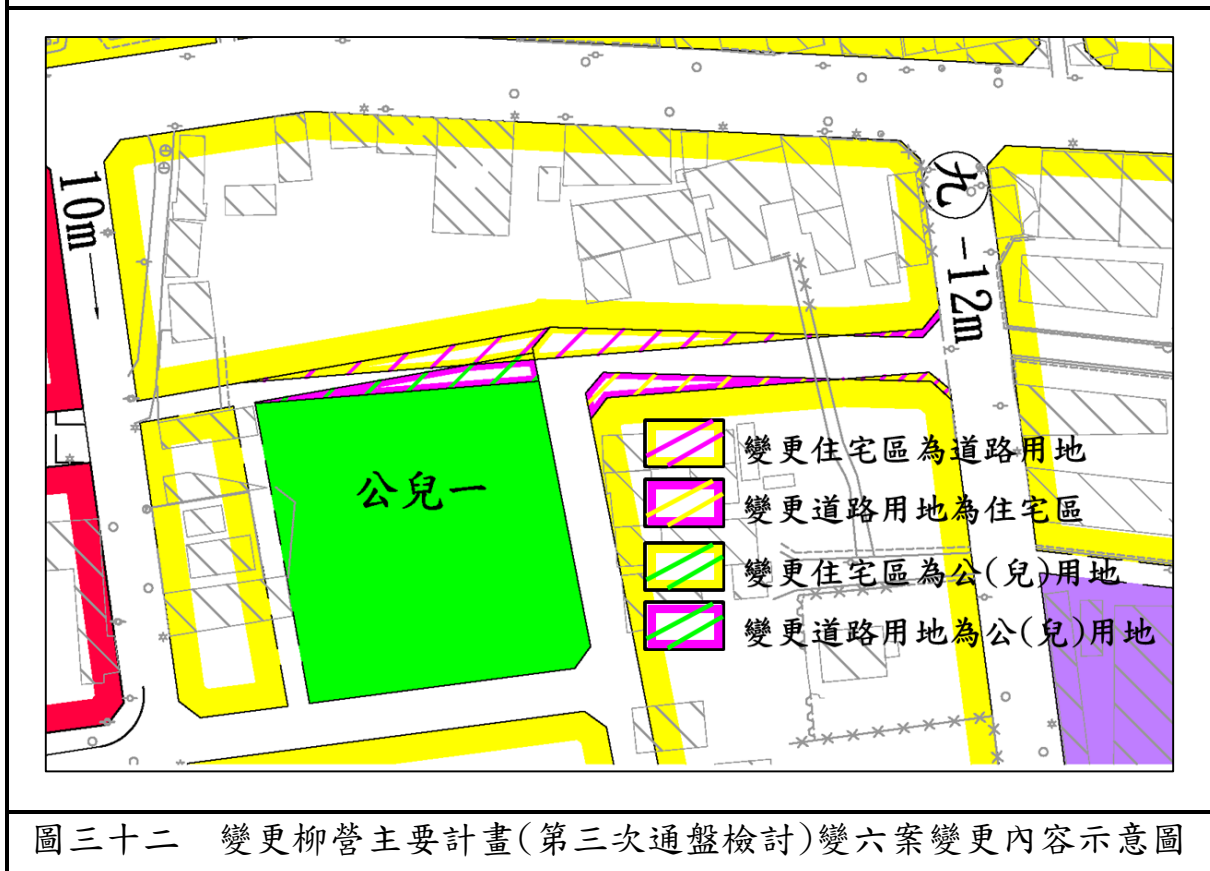 10m
九
-12m
公兒一
變更住宅區為道路用地
變更道路用地為住宅區
變更住宅區為公(兒)用地
變更道路用地為公(兒)用地
圖三十二 變更柳營主要計畫(第三次通盤檢討)變六案變更內容示意圖